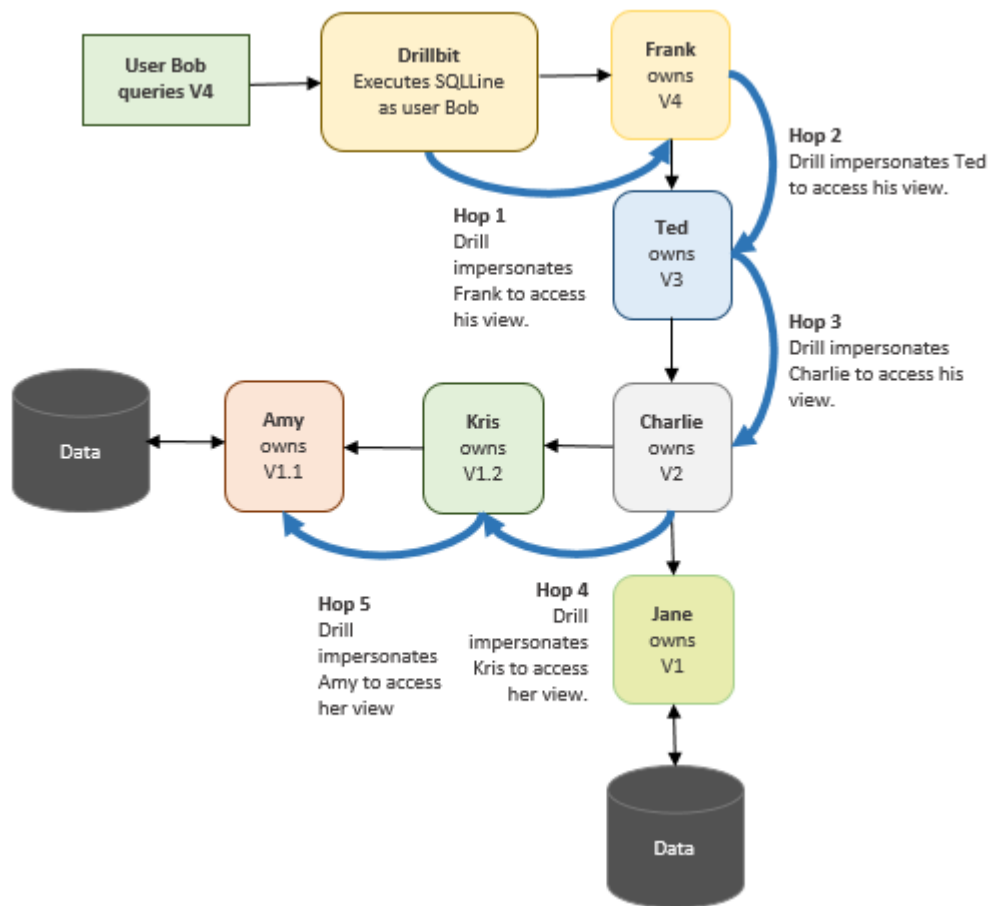 User Bob
queries V4
Drillbit
Executes SQLLine
as user Bob
Frank
owns
V4
Hop 2
Drill impersonates Ted
to access his view.
Hop 1
Drill
impersonates
Frank to access
his view.
Ted
owns
V3
Hop 3
Drill impersonates
Charlie to access his
view.
Data
Amy
owns
V1.1
Kris
owns
V1.2
Charlie
owns
V2
Hop 5
Drill
impersonates
Amy to access
her view
Hop 4
Drill
impersonates
Kris to access
her view.
Jane
owns
V1
Data